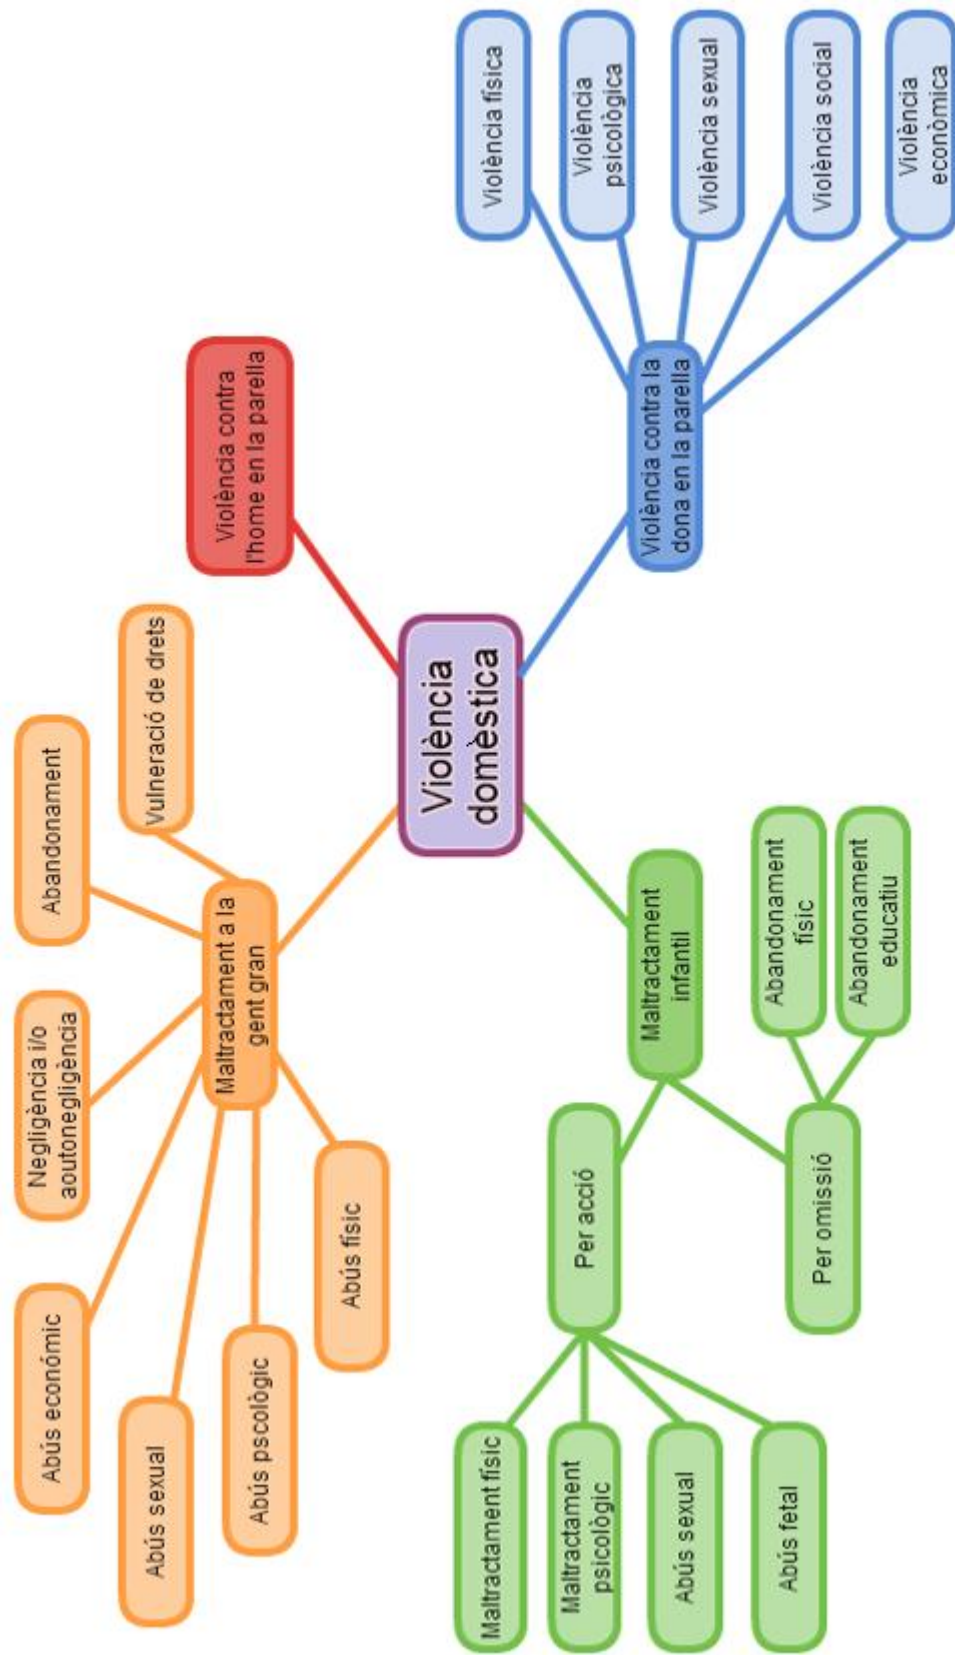 Violència
domèstica
Violència contra
l'home en la parella
Violència contra la
dona en la parella
Violència física
Violència
psicològica
Violència sexual
Violència social
Violència
econòmica
Maltractament a la
gent gran
Vulneració de drets
Abandonament
Negligència i/o
aoutonegligència
Abús económic
Abús sexual
Abús pscològic
Abús físic
Maltractament
infantil
Per acció
Maltractament físic
Maltractament
psicològic
Abús sexual
Abús fetal
Per omissió
Abandonament
físic
Abandonament
educatiu